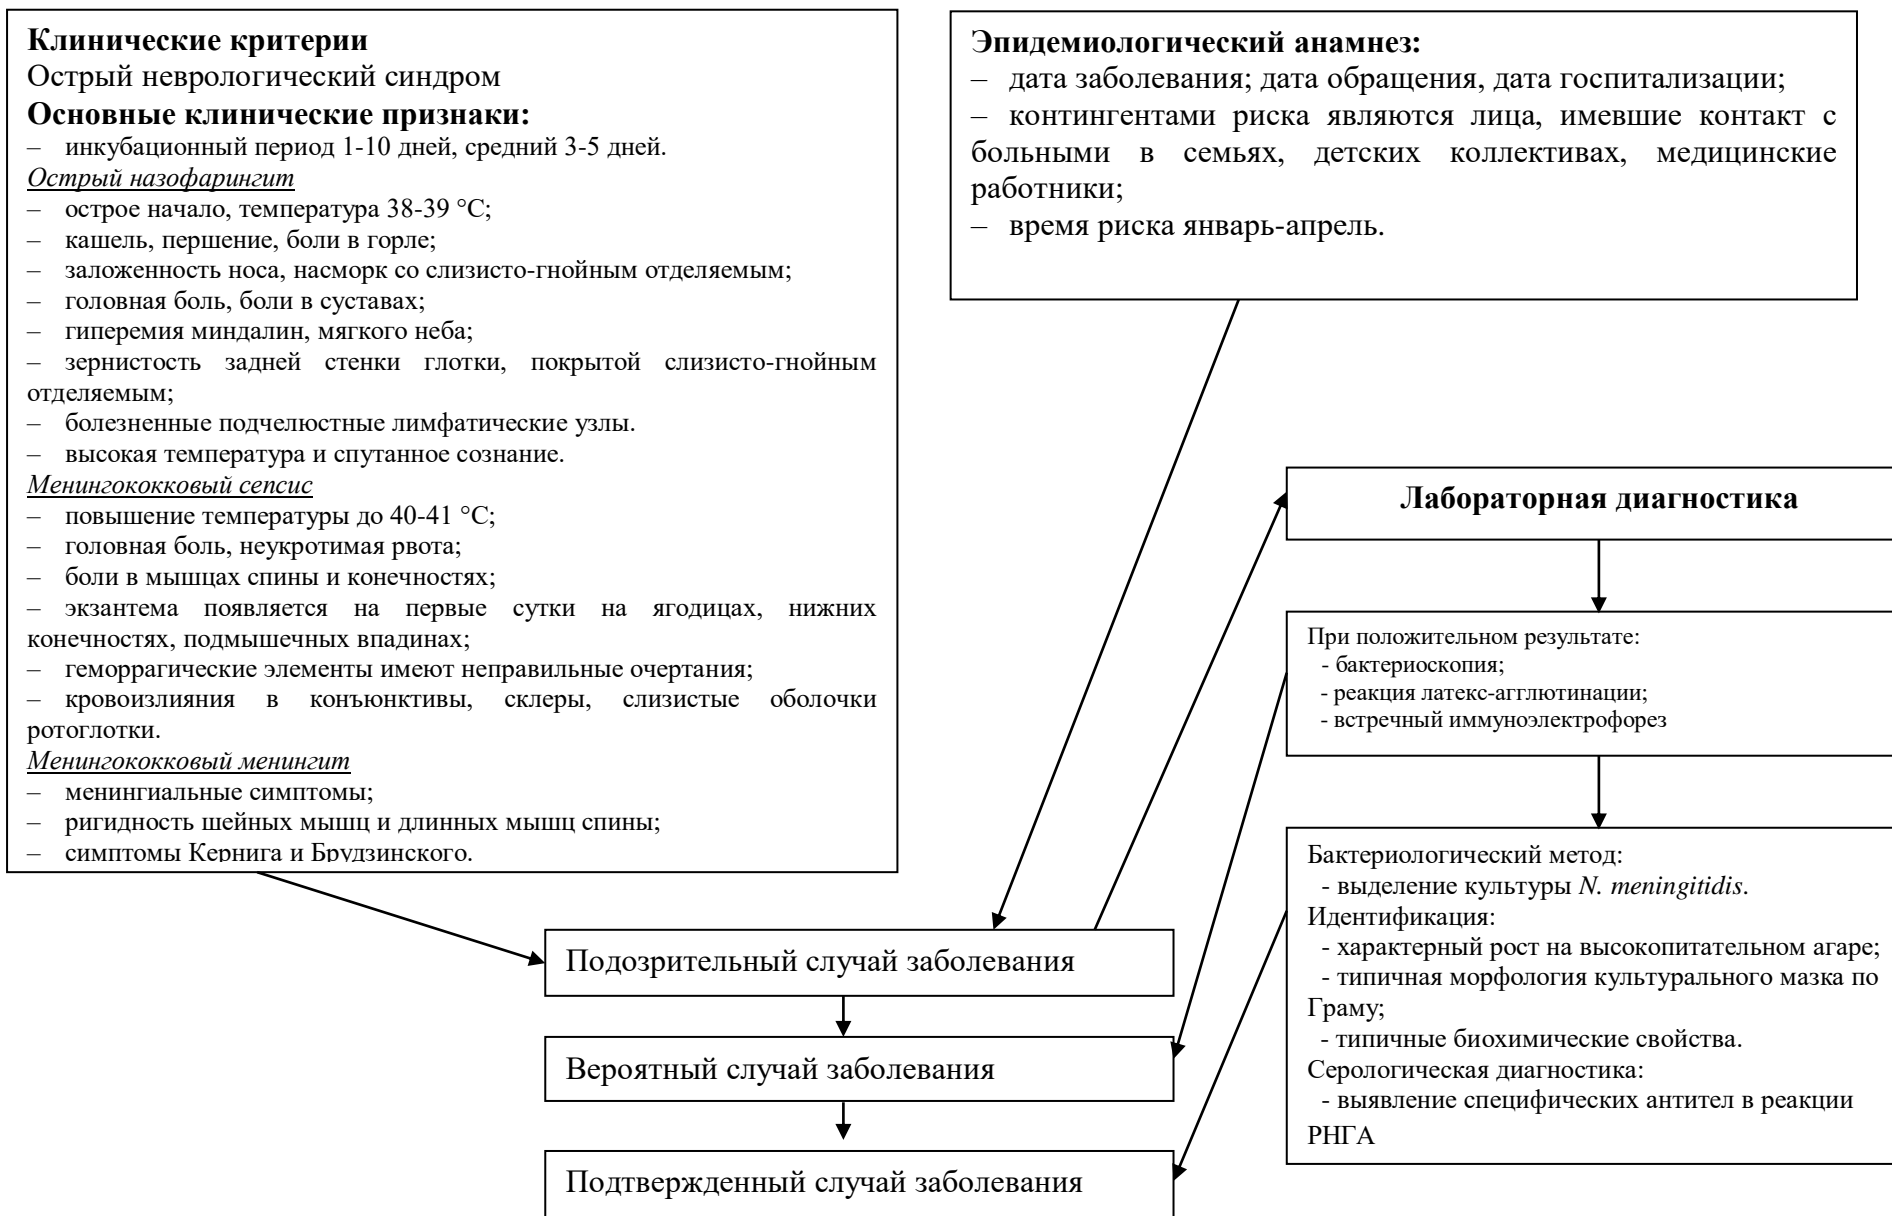 Клинические критерии
Острый неврологический синдром
Основные клинические признаки:
– инкубационный период 1-10 дней, средний 3-5 дней.
Острый назофарингит
– острое начало, температура 38-39 °С;
– кашель, першение, боли в горле;
– заложенность носа, насморк со слизисто-гнойным отделяемым;
– головная боль, боли в суставах;
– гиперемия миндалин, мягкого неба;
– зернистость задней стенки глотки, покрытой слизисто-гнойным
отделяемым;
– болезненные подчелюстные лимфатические узлы.
– высокая температура и спутанное сознание.
Менингококковый сепсис
– повышение температуры до 40-41 °С;
– головная боль, неукротимая рвота;
– боли в мышцах спины и конечностях;
– экзантема появляется на первые сутки на ягодицах, нижних
конечностях, подмышечных впадинах;
– геморрагические элементы имеют неправильные очертания;
– кровоизлияния в конъюнктивы, склеры, слизистые оболочки
ротоглотки.
Менингококковый менингит
– менингиальные симптомы;
– ригидность шейных мышц и длинных мышц спины;
– симптомы Кернига и Брудзинского.
Эпидемиологический анамнез:
– дата заболевания; дата обращения, дата госпитализации;
– контингентами риска являются лица, имевшие контакт с
больными в семьях, детских коллективах, медицинские
работники;
– время риска январь-апрель.
Лабораторная диагностика
При положительном результате:
- бактериоскопия;
- реакция латекс-агглютинации;
- встречный иммуноэлектрофорез
Бактериологический метод:
- выделение культуры N. meningitidis.
Идентификация:
- характерный рост на высокопитательном агаре;
- типичная морфология культурального мазка по
Граму;
- типичные биохимические свойства.
Серологическая диагностика:
- выявление специфических антител в реакции
РНГА
Подозрительный случай заболевания
Вероятный случай заболевания
Подтвержденный случай заболевания